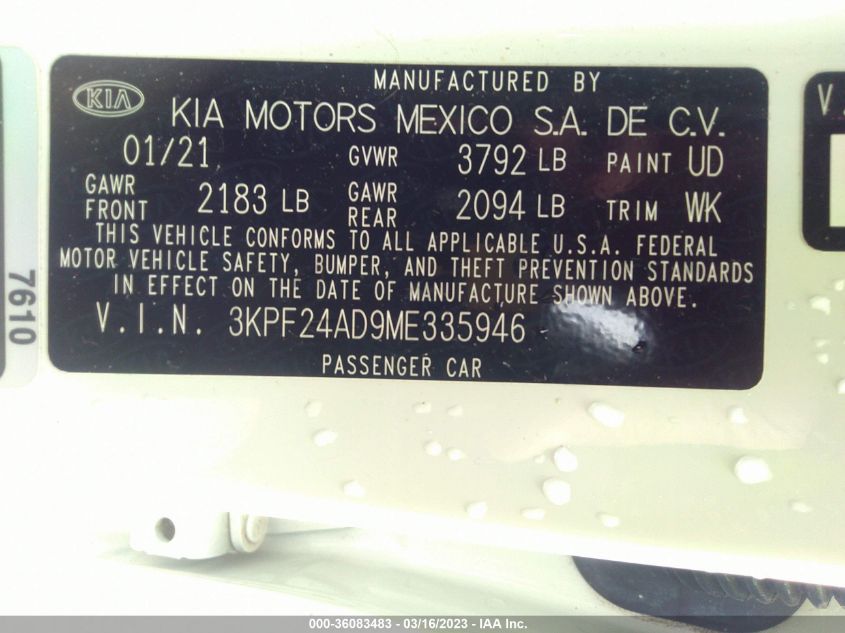 MANUFACTURED BY
KIA KIA MOTORS MEXICO S.A. DE C.V.
01/21 GVWR 3792 LB PAINT UD
GAWR FRONT 2183 LB GAWR REAR 2094 LB TRIM WK
THIS VEHICLE CONFORMS TO ALL APPLICABLE U.S.A. FEDERAL
MOTOR VEHICLE SAFETY, BUMPER, AND THEFT PREVENTION STANDARDS
IN EFFECT ON THE DATE OF MANUFACTURE SHOWN ABOVE.
V.I.N. 3KPF24AD9ME335946
PASSENGER CAR
7610
V.
000-36083483 - 03/16/2023 - IAA Inc.